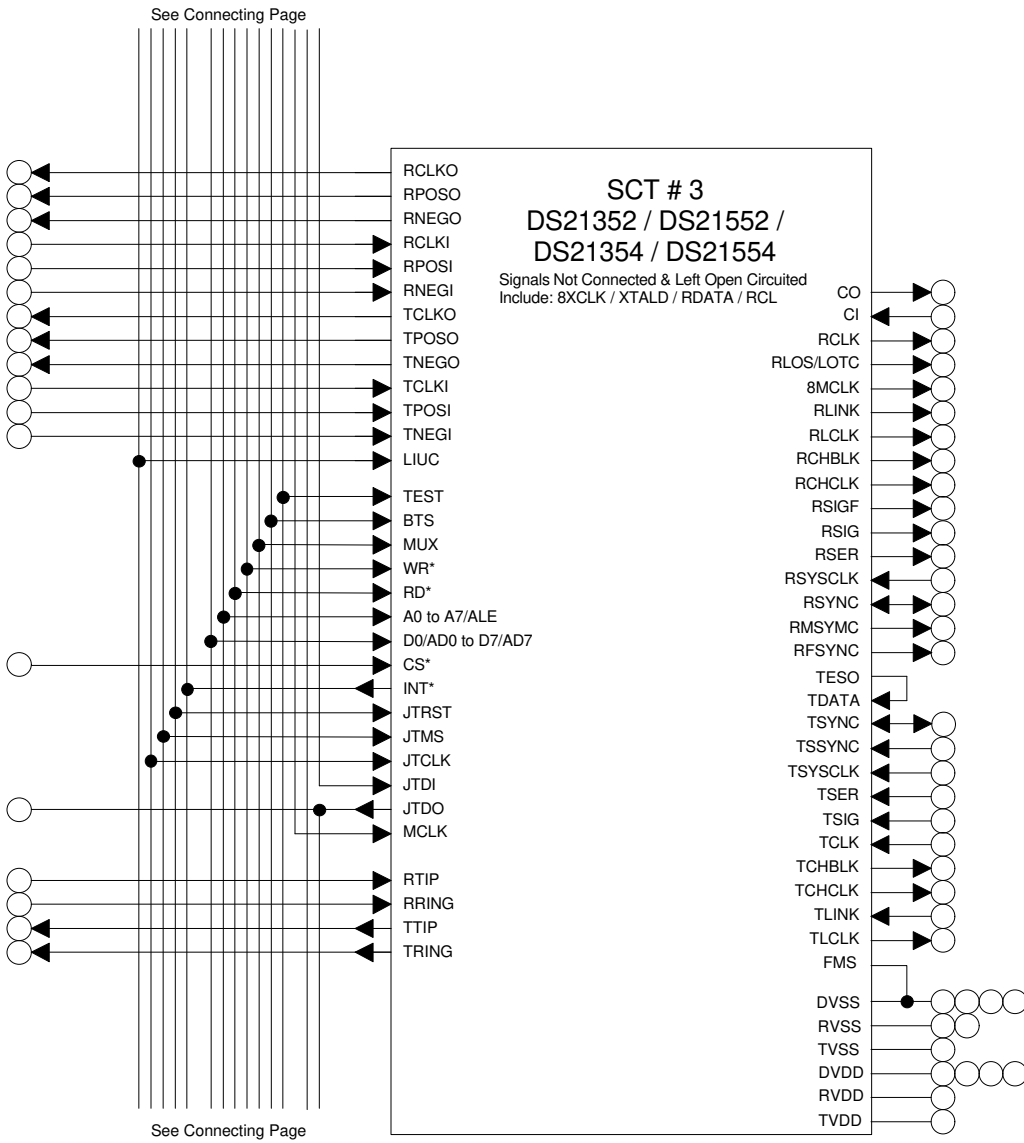 See Connecting Page
SCT # 3
DS21352 / DS21552 /
DS21354 / DS21554
Signals Not Connected & Left Open Circuited
Include: 8XCLK / XTALD / RDATA / RCL
RCLKO
RPOSO
RNEGO
RCLKI
RPOSI
RNEGI
TCLKO
TPOSO
TNEGO
TCLKI
TPOSI
TNEGI
LIUC
TEST
BTS
MUX
WR*
RD*
A0 to A7/ALE
D0/AD0 to D7/AD7
CS*
INT*
JTRST
JTMS
JTCLK
JTDI
JTDO
MCLK
RTIP
RRING
TTIP
TRING
CO
CI
RCLK
RLOS/LOTC
8MCLK
RLINK
RLCLK
RCHBLK
RCHCLK
RSIGF
RSIG
RSER
RSYSCLK
RSYNC
RMSYMC
RFSYNC
TESO
TDATA
TSYNC
TSSYNC
TSYSCLK
TSER
TSIG
TCLK
TCHBLK
TCHCLK
TLINK
TLCLK
FMS
DVSS
RVSS
TVSS
DVDD
RVDD
TVDD
See Connecting Page